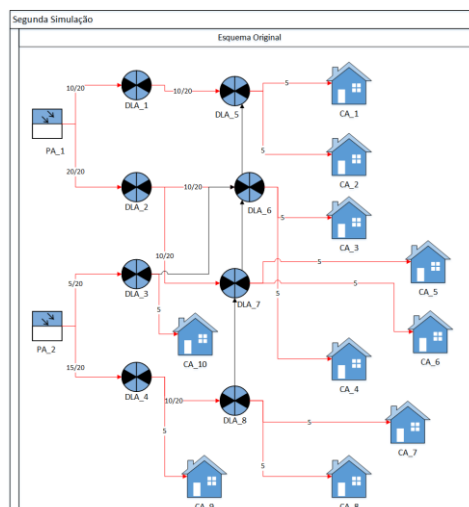 Segunda Simulação
Esquema Original
10/20
DLA_1
10/20
DLA_5
5
CA_1
5
CA_2
PA_1
20/20
DLA_2
10/20
DLA_6
5
CA_3
10/20
5/20
DLA_3
DLA_7
5
CA_5
5
CA_6
PA_2
5
CA_10
5
CA_4
15/20
DLA_4
10/20
DLA_8
5
CA_7
5
CA_9
5
CA_8